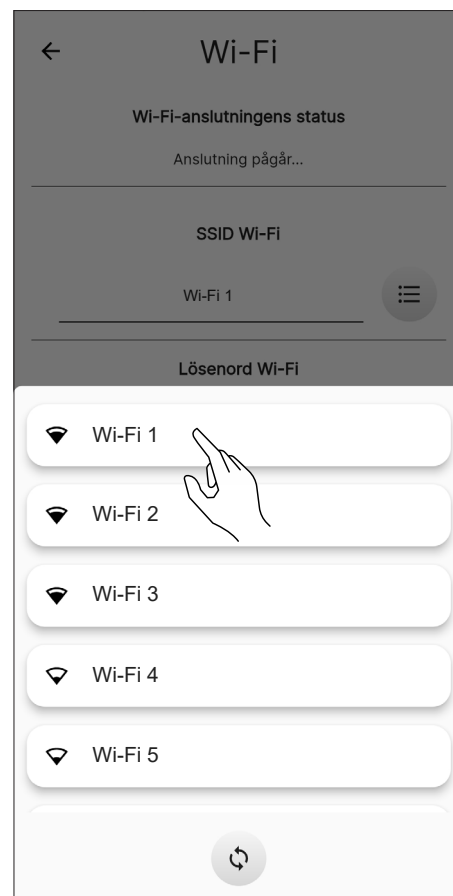 Wi-Fi
Wi-Fi-anslutningens status
Anslutning pågår...
SSID Wi-Fi
Wi-Fi 1
Lösenord Wi-Fi
Wi-Fi 1
Wi-Fi 2
Wi-Fi 3
Wi-Fi 4
Wi-Fi 5